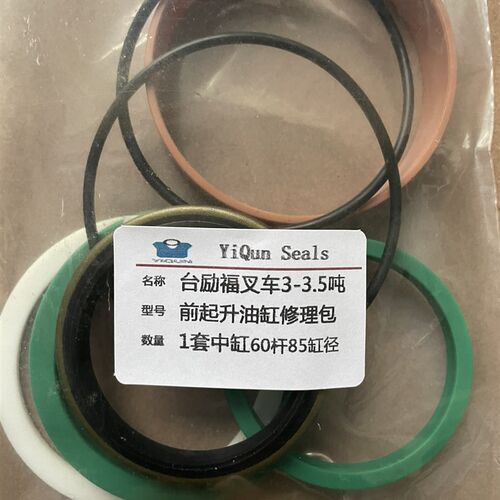 YiQun Seals
YIQUN
名称 台励福叉车3-3.5吨
型号 前起升油缸修理包
数量 1套中缸60杆85缸径